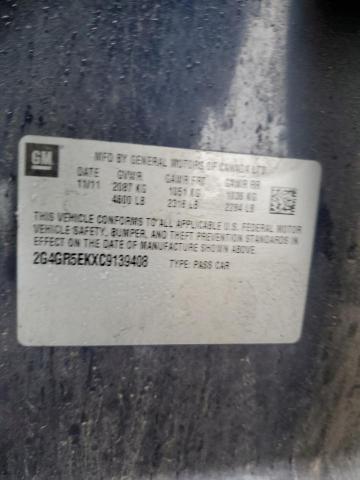 GM
MFD BY GENERAL MOTORS OF CANADA LTD.
DATE GVWR GAWR FRT GAWR RR
11/11 2087 KG 1051 KG 1036 KG
4600 LB 2316 LB 2284 LB
THIS VEHICLE CONFORMS TO ALL APPLICABLE U.S. FEDERAL MOTOR
VEHICLE SAFETY, BUMPER, AND THEFT PREVENTION STANDARDS IN
EFFECT ON THE DATE OF MANUFACTURE SHOWN ABOVE.
2G4GR5EKXC9139408 TYPE: PASS CAR